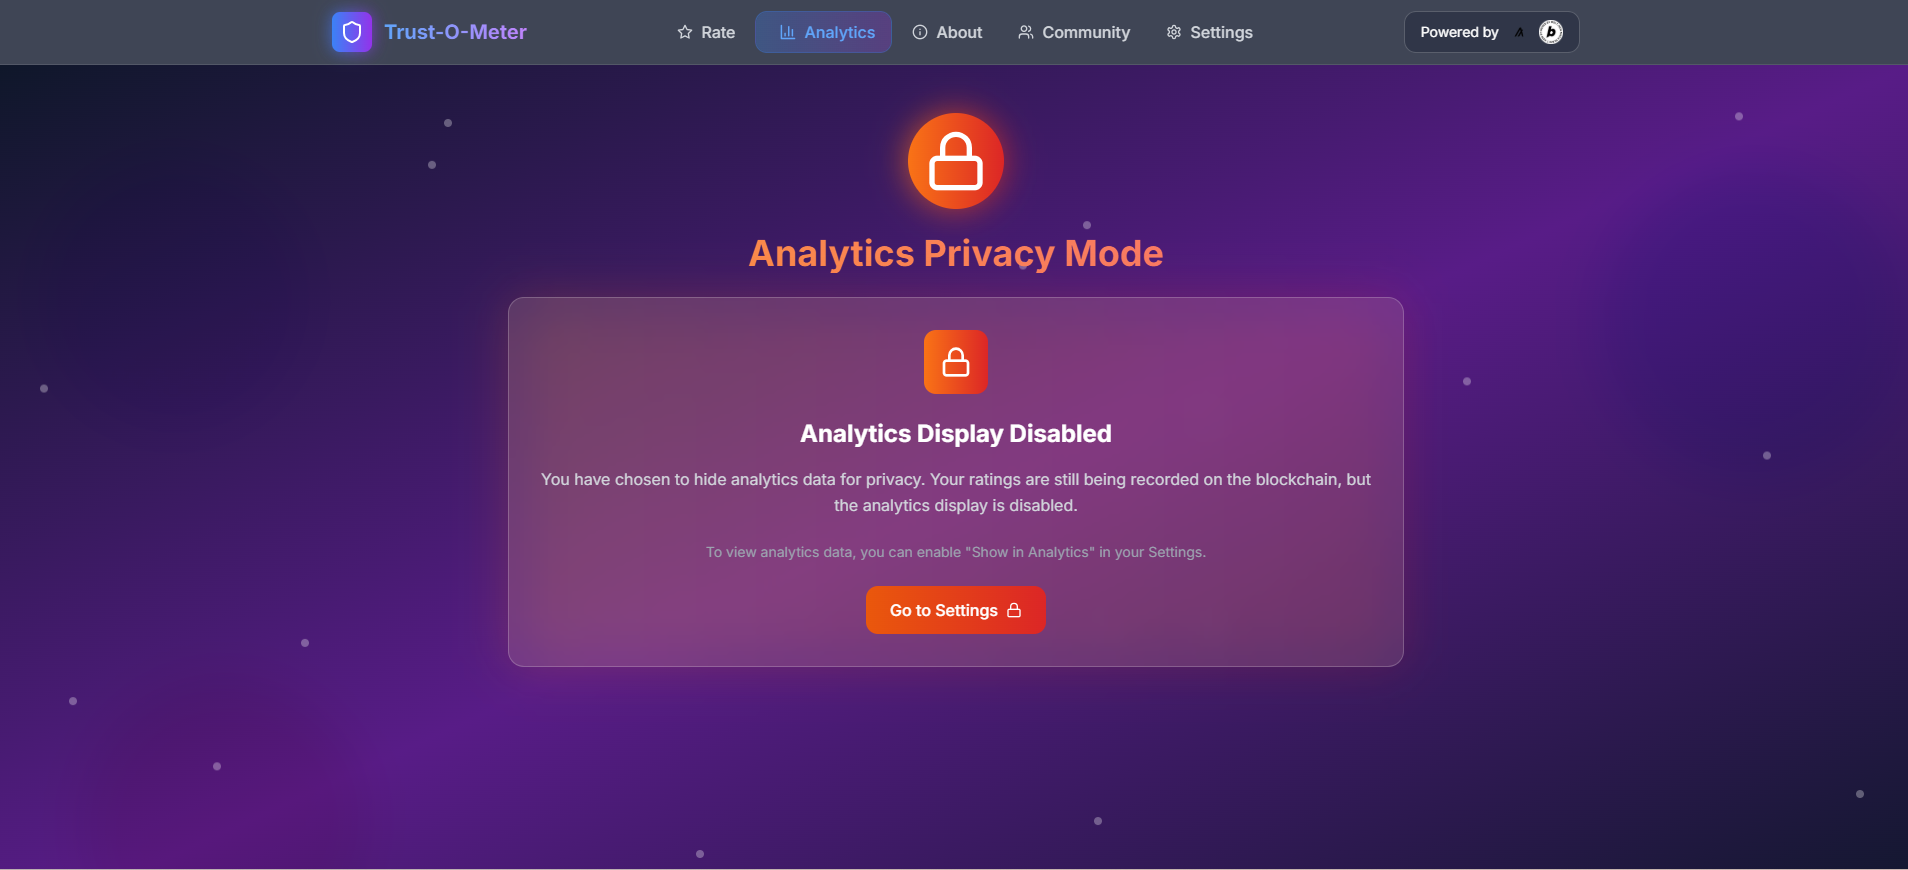 Trust-O-Meter
Rate
Analytics
About
Community
Settings
Powered by
Analytics Privacy Mode
Analytics Display Disabled
You have chosen to hide analytics data for privacy. Your ratings are still being recorded on the blockchain, but
the analytics display is disabled.
To view analytics data, you can enable "Show in Analytics" in your Settings.
Go to Settings